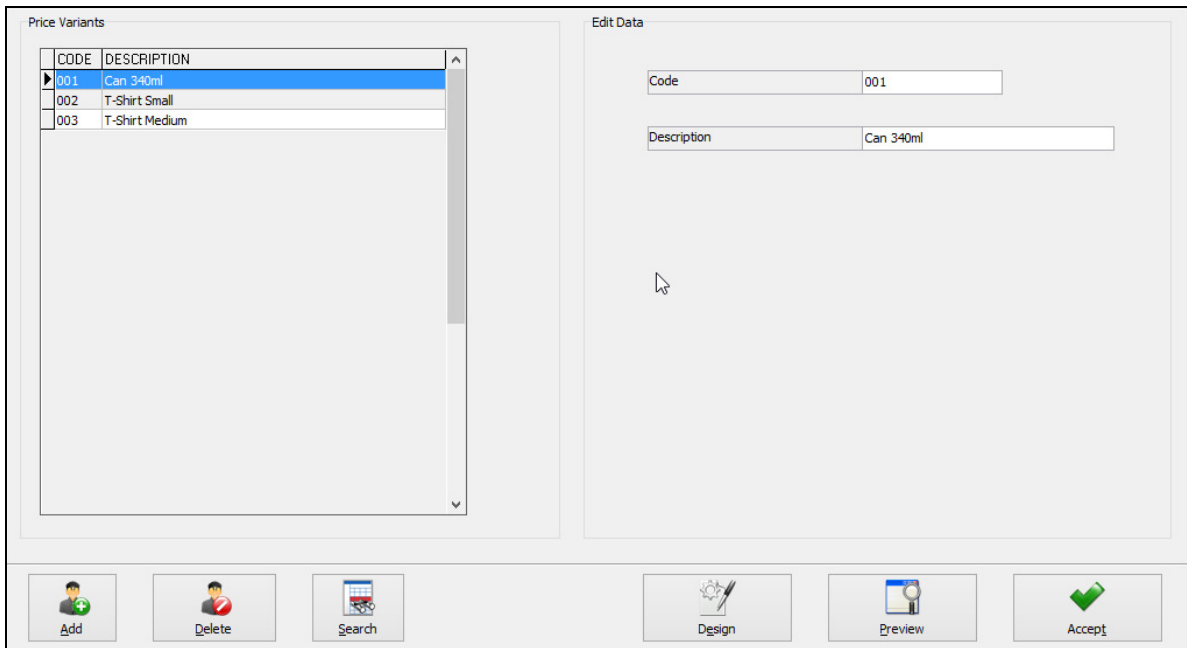 Price Variants
Edit Data
CODE DESCRIPTION
001 Can 340ml
002 T-Shirt Small
003 T-Shirt Medium
Code 001
Description Can 340ml
Add Delete Search Design Preview Accept